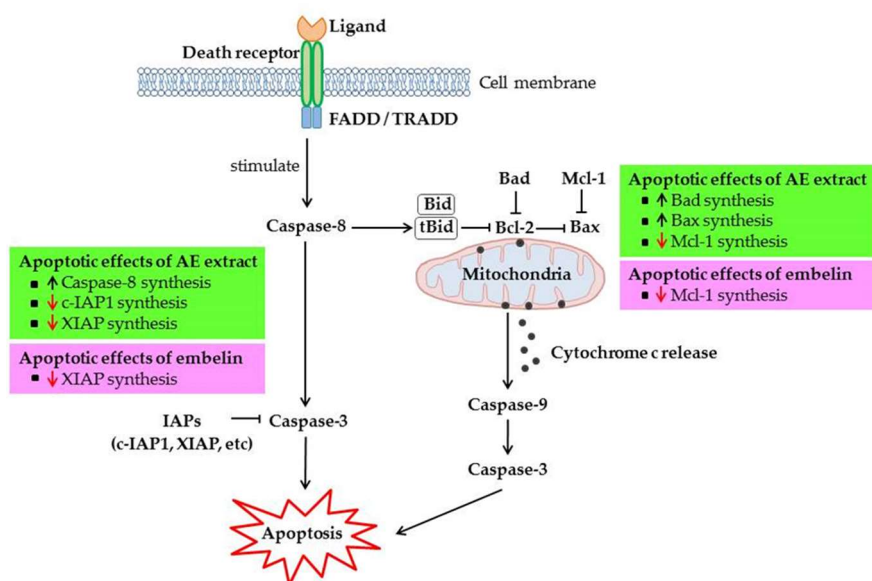 Ligand
Death receptor
Cell membrane
FADD / TRADD
stimulate
Caspase-8
Bid
tBid
Bad
Mcl-1
Bcl-2
Bax
Mitochondria
Apoptotic effects of AE extract
↑ Bad synthesis
↑ Bax synthesis
↓ Mcl-1 synthesis
Apoptotic effects of embelin
↓ Mcl-1 synthesis
Apoptotic effects of AE extract
↑ Caspase-8 synthesis
↓ c-IAP1 synthesis
↓ XIAP synthesis
Apoptotic effects of embelin
↓ XIAP synthesis
Cytochrome c release
Caspase-9
IAPs
(c-IAP1, XIAP, etc)
Caspase-3
Caspase-3
Apoptosis